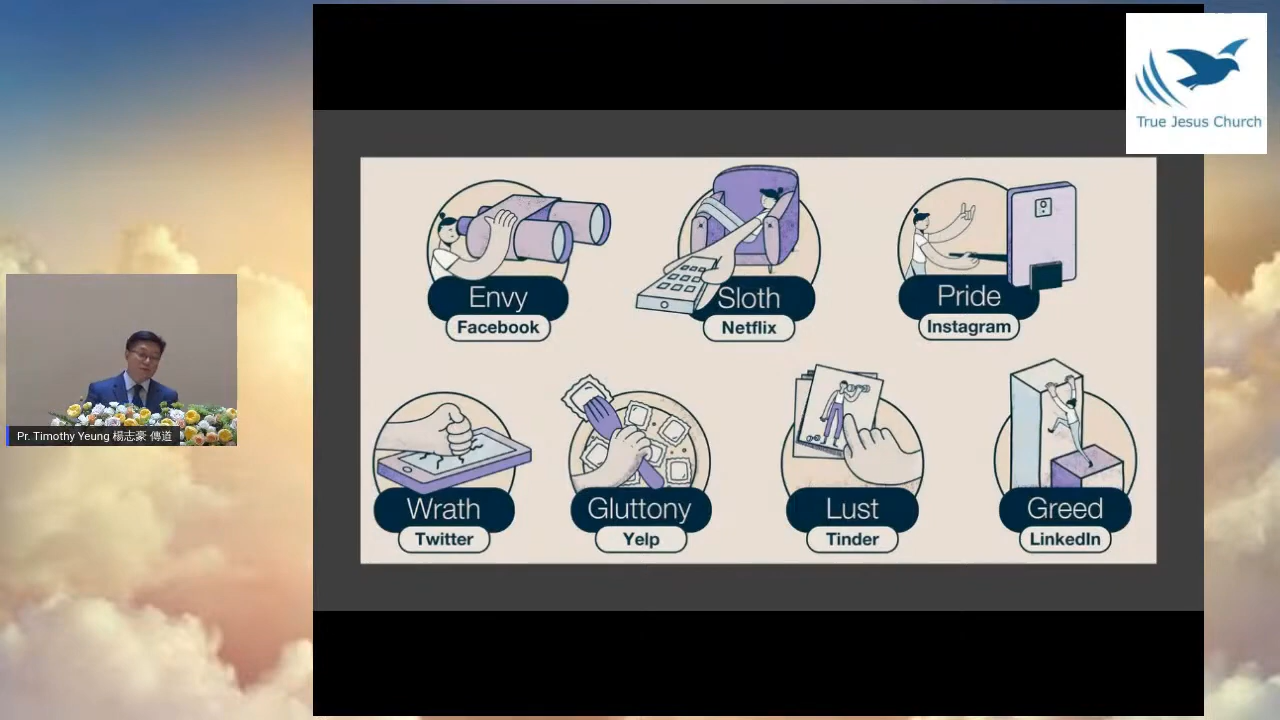 True Jesus Church
Envy
Facebook
Sloth
Netflix
Pride
Instagram
Wrath
Twitter
Gluttony
Yelp
Lust
Tinder
Greed
LinkedIn
Pr. Timothy Yeung 楊志豪 傳道